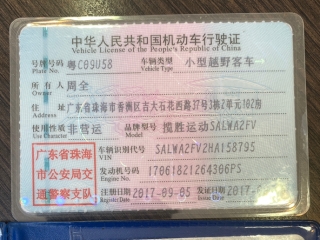 中华人民共和国机动车行驶证
Vehicle License of the People's Republic of China
号牌号码 粤C09U58 车辆类型 小型越野客车
Plate No. Vehicle Type
所有人 周全
Owner
住址 广东省珠海市香洲区吉大石花西路37号3栋2单元102房
Address
使用性质 非营运 品牌型号 揽胜运动SALWA2FV
Use Character Model
广东省珠海
市公安局交
通警察支队
车辆识别代号 SALWA2FV2HA158795
VIN
发动机号码 17061821264306PS
Engine No.
注册日期 2017-09-05 发证日期 2017-
Register Date Issue Date